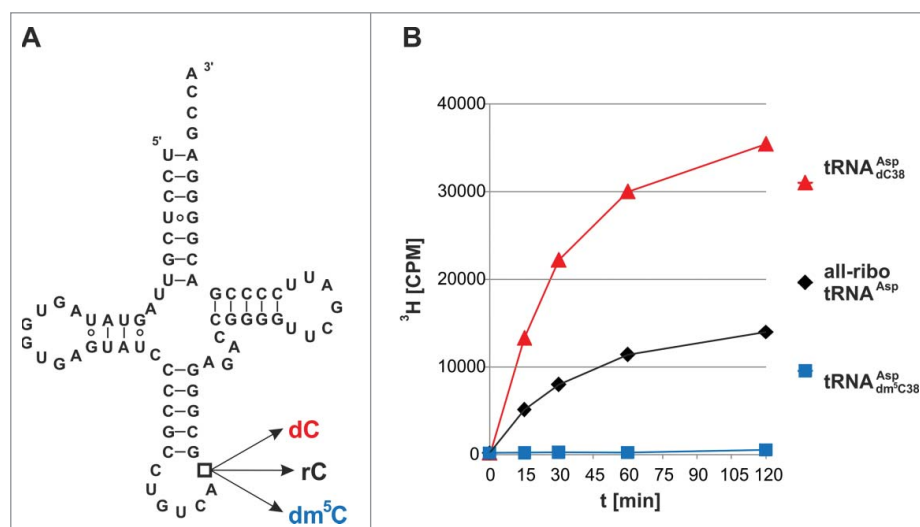 A
3'
A
C
C
5' G
U–A
C–G
C–G
U∘G
C–G
G–C
U A
U
A
G C C C C U U A G C U U G G G G C
U A U G
A G U G G U G A G U A U
C
C G
C–G
C–G
C–C
G–G
C
U G U C A
dC
rC
dm⁵C
B
40000
30000
20000
10000
0
³H [CPM]
0 15 30 45 60 75 90 105 120
t [min]
tRNA Asp dC38
all-ribo
tRNA Asp
tRNA Asp dm⁵C38